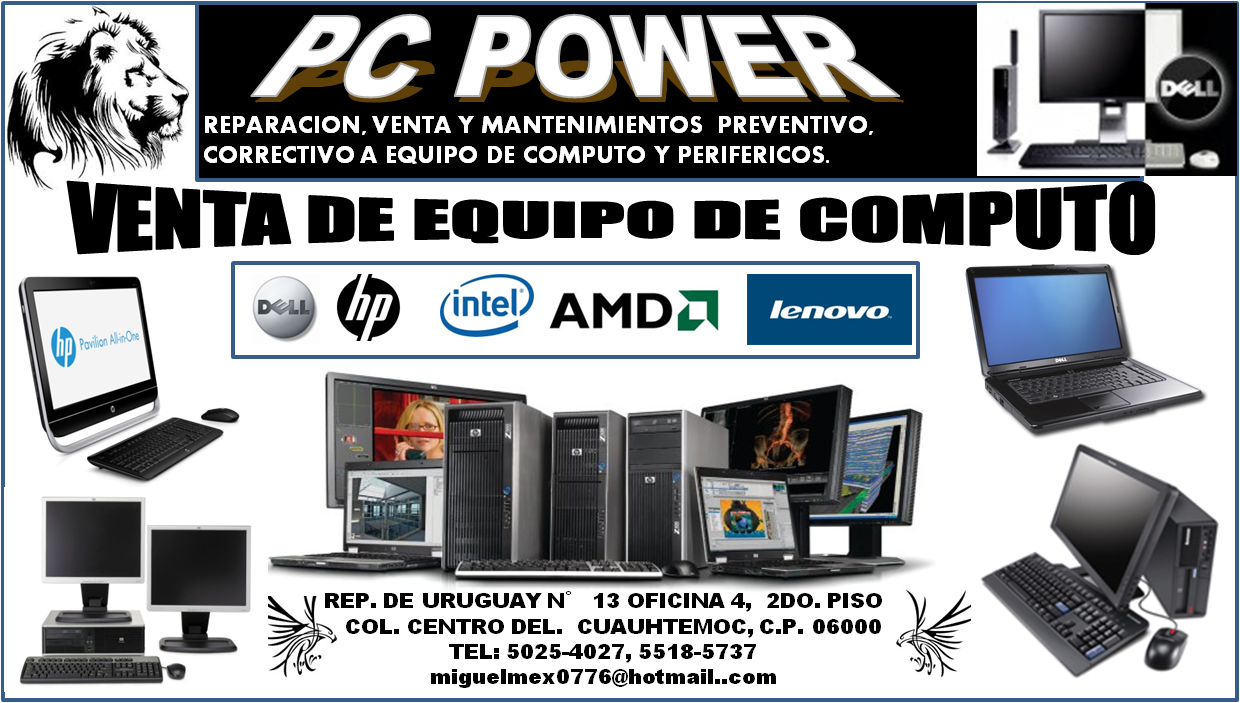 PC POWER
REPARACION, VENTA Y MANTENIMIENTOS PREVENTIVO,
CORRECTIVO A EQUIPO DE COMPUTO Y PERIFERICOS.
DELL
VENTA DE EQUIPO DE COMPUTO
DELL
hp
intel
AMD
lenovo
hp Pavilion All-in-One
DELL
REP. DE URUGUAY N° 13 OFICINA 4, 2DO. PISO
COL. CENTRO DEL. CUAUHTEMOC, C.P. 06000
TEL: 5025-4027, 5518-5737
miguelmex0776@hotmail..com